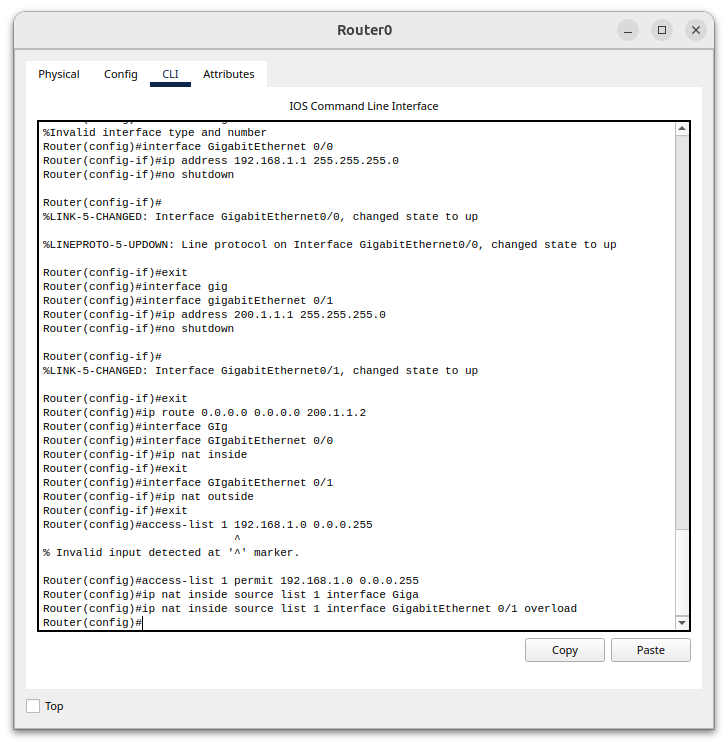 Router0
Physical Config CLI Attributes
IOS Command Line Interface
%Invalid interface type and number
Router(config)#interface GigabitEthernet 0/0
Router(config-if)#ip address 192.168.1.1 255.255.255.0
Router(config-if)#no shutdown
Router(config-if)#
%LINK-5-CHANGED: Interface GigabitEthernet0/0, changed state to up
%LINEPROTO-5-UPDOWN: Line protocol on Interface GigabitEthernet0/0, changed state to up
Router(config-if)#exit
Router(config)#interface gig
Router(config)#interface gigabitEthernet 0/1
Router(config-if)#ip address 200.1.1.1 255.255.255.0
Router(config-if)#no shutdown
Router(config-if)#
%LINK-5-CHANGED: Interface GigabitEthernet0/1, changed state to up
Router(config-if)#exit
Router(config)#ip route 0.0.0.0 0.0.0.0 200.1.1.2
Router(config)#interface GIg
Router(config)#interface GIgabitEthernet 0/0
Router(config-if)#ip nat inside
Router(config-if)#exit
Router(config)#interface GIgabitEthernet 0/1
Router(config-if)#ip nat outside
Router(config-if)#exit
Router(config)#access-list 1 192.168.1.0 0.0.0.255
^
% Invalid input detected at '^' marker.
Router(config)#access-list 1 permit 192.168.1.0 0.0.0.255
Router(config)#ip nat inside source list 1 interface Giga
Router(config)#ip nat inside source list 1 interface GigabitEthernet 0/1 overload
Router(config)#
Copy Paste
Top